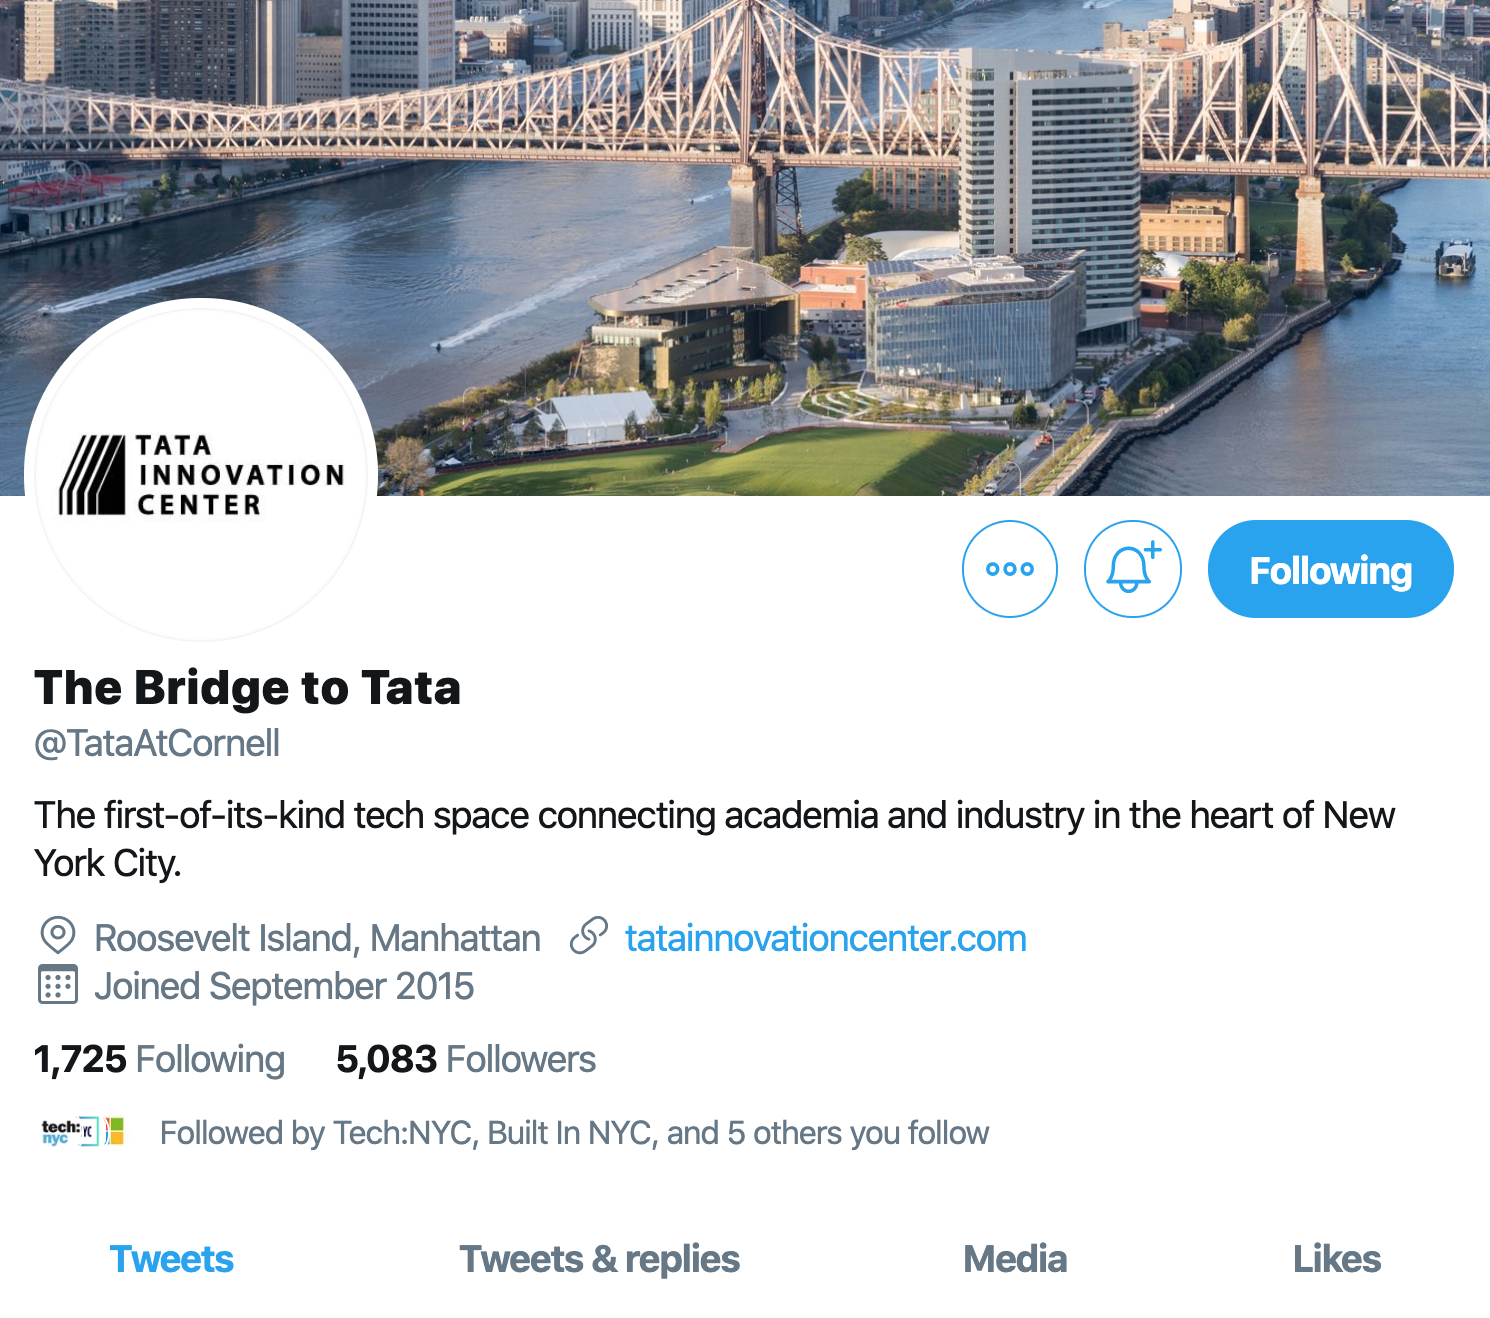 TATA
INNOVATION
CENTER
Following
The Bridge to Tata
@TataAtCornell
The first-of-its-kind tech space connecting academia and industry in the heart of New
York City.
Roosevelt Island, Manhattan tatainnovationcenter.com
Joined September 2015
1,725 Following 5,083 Followers
tech:
nyc
YC
Followed by Tech:NYC, Built In NYC, and 5 others you follow
Tweets Tweets & replies Media Likes